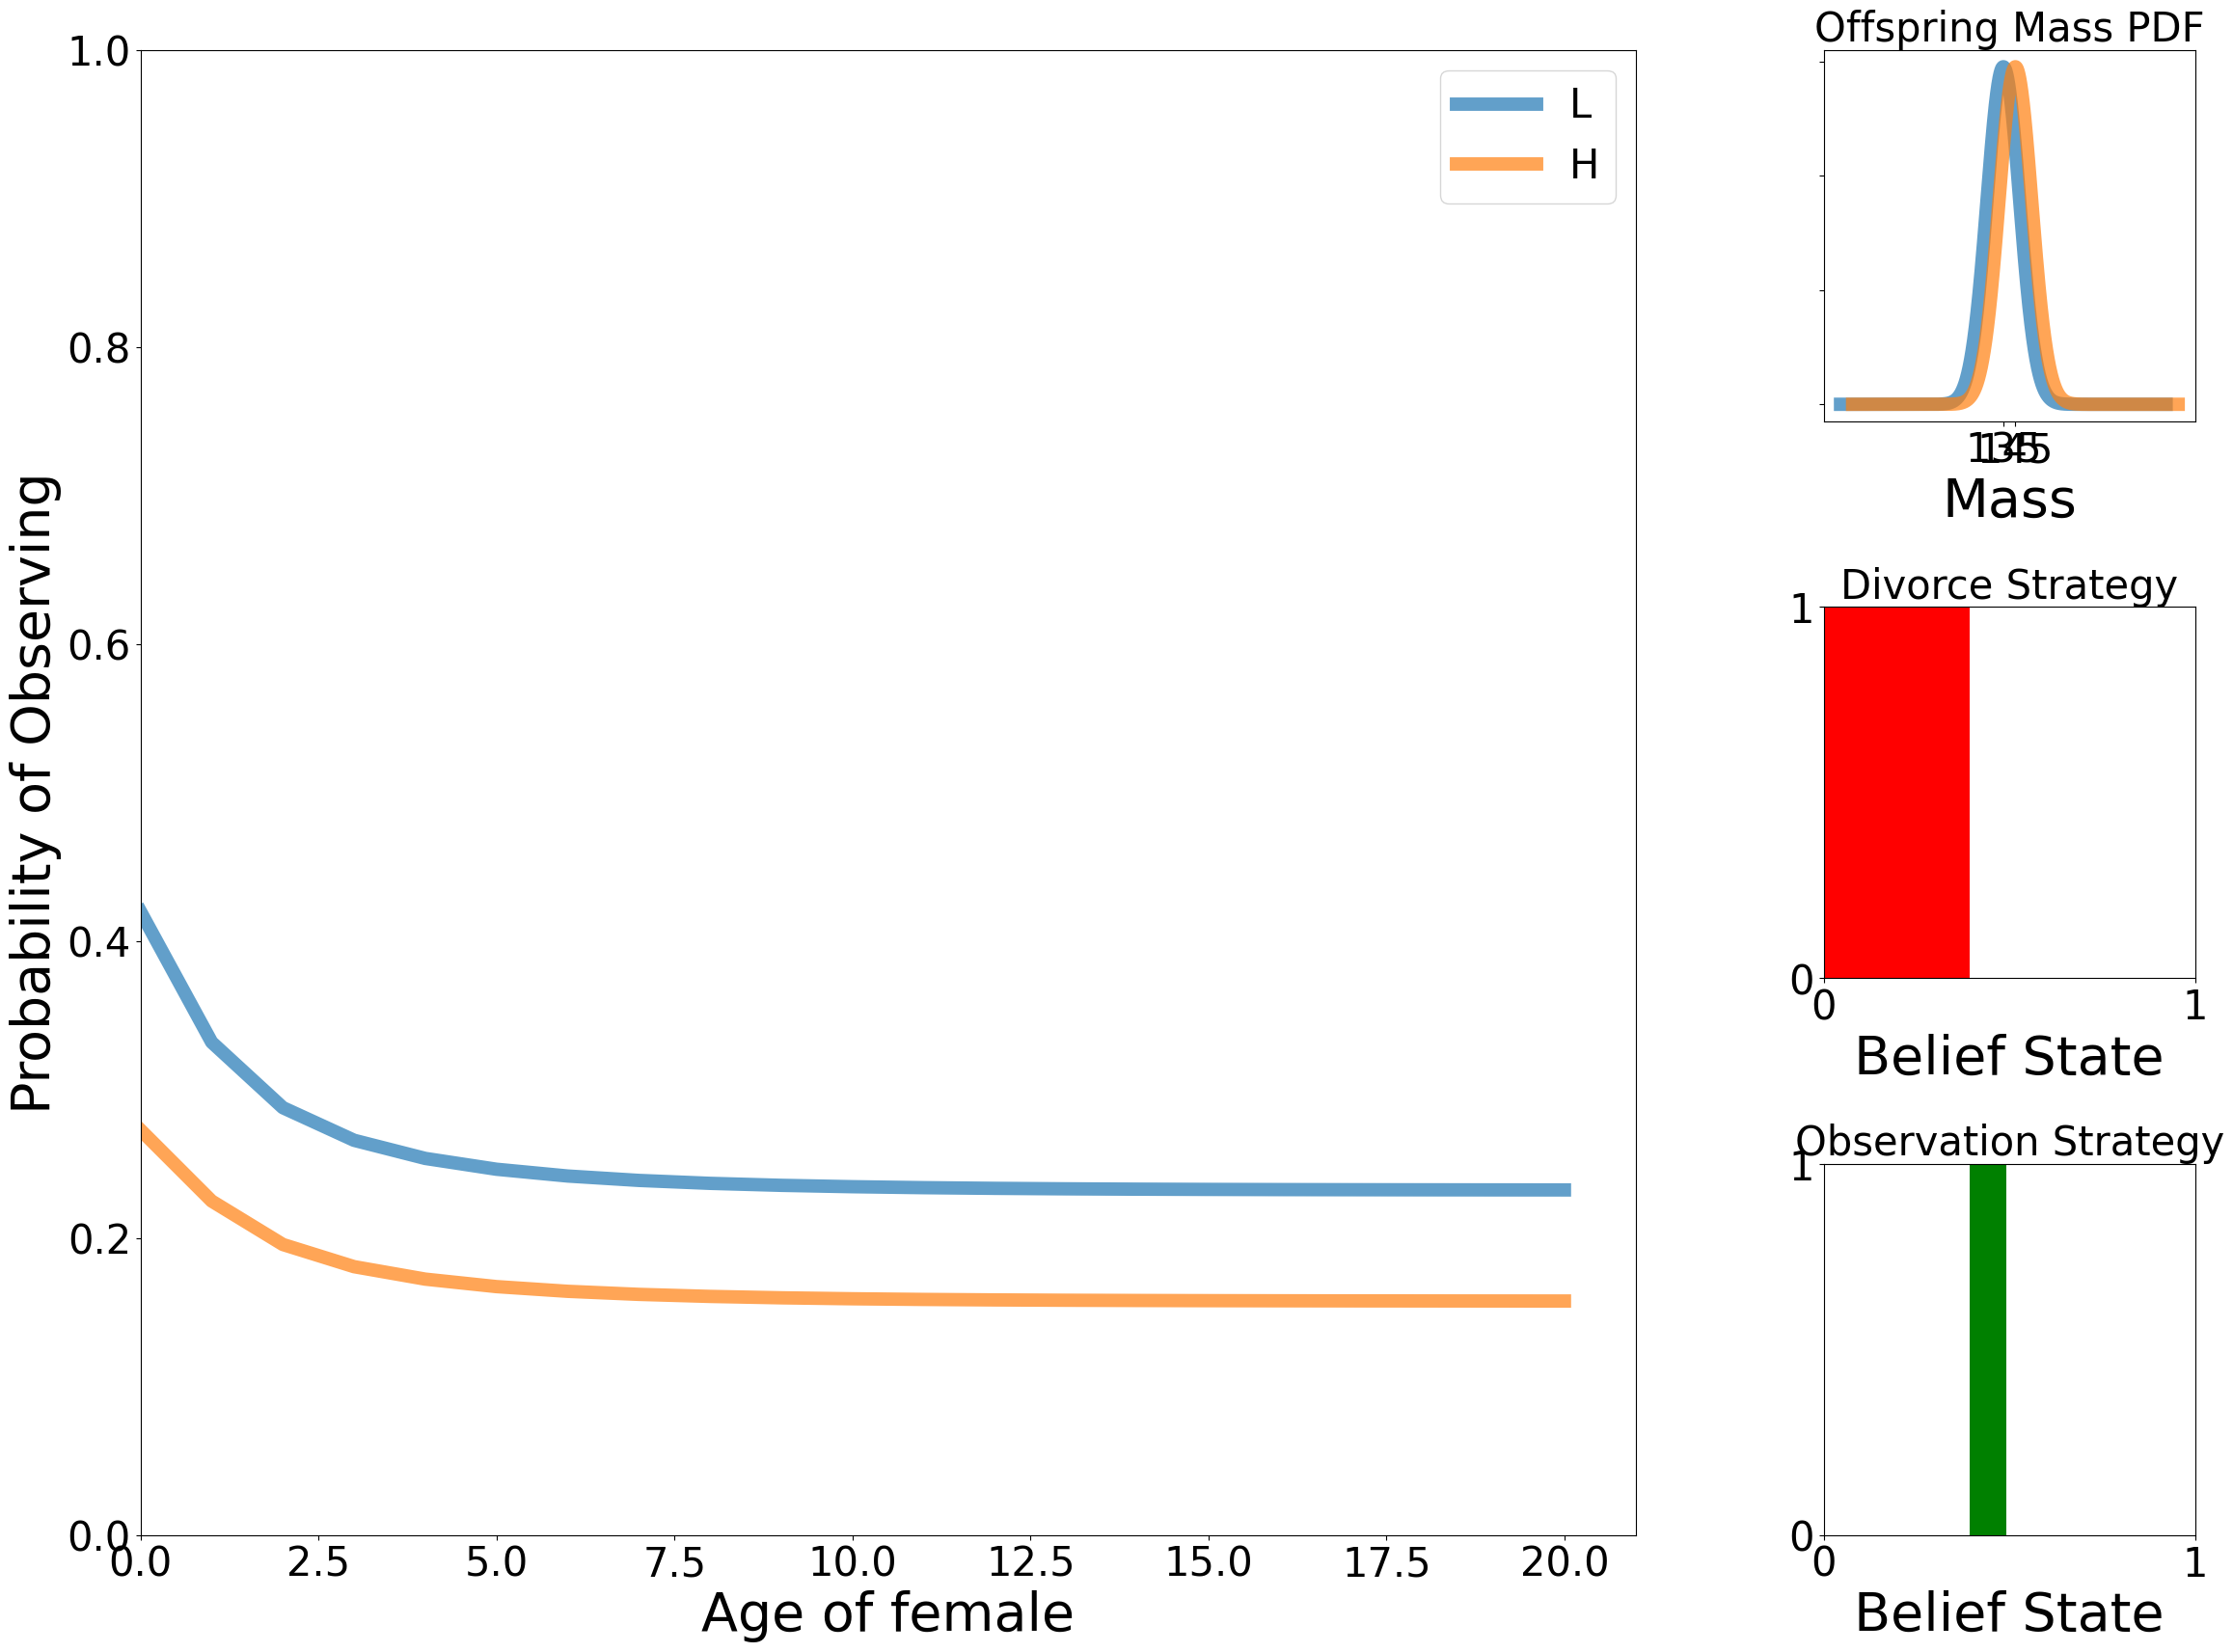 Probability of Observing
1.0
0.8
0.6
0.4
0.2
0.0
0.0 2.5 5.0 7.5 10.0 12.5 15.0 17.5 20.0
Age of female
L
H
Offspring Mass PDF
135 145
Mass
Divorce Strategy
1
0
0 1
Belief State
Observation Strategy
1
0
0 1
Belief State